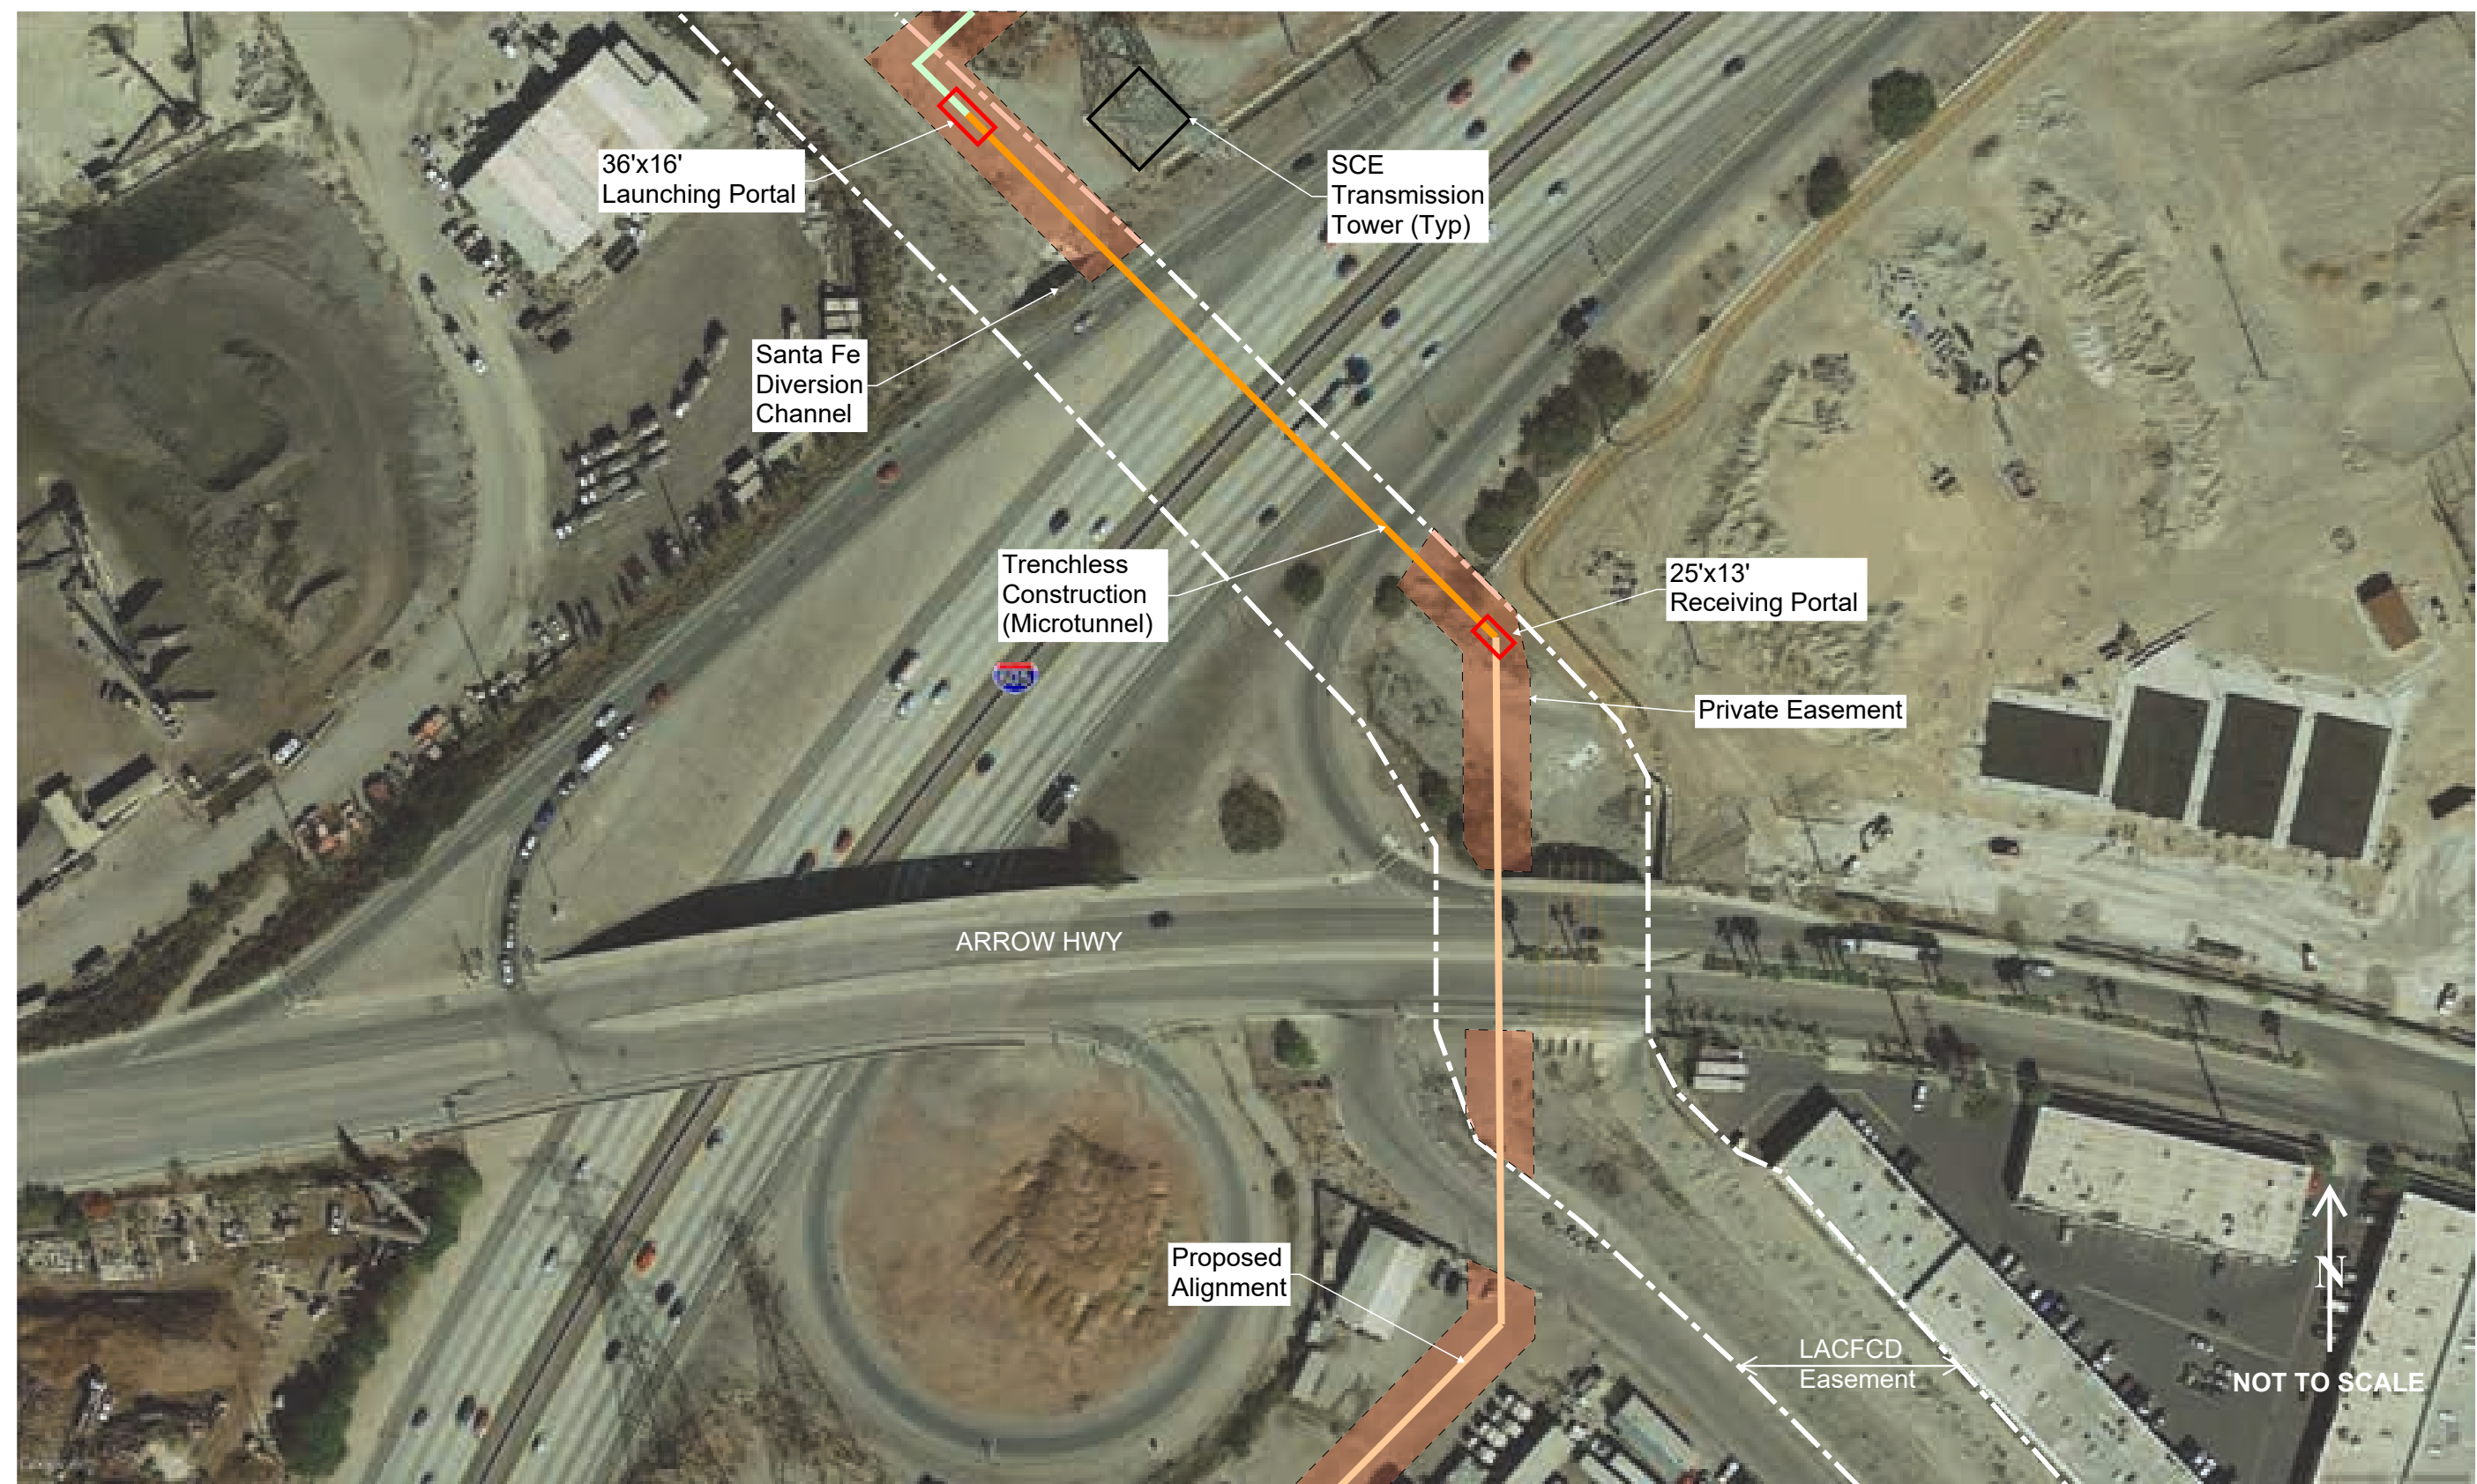 36'x16'
Launching Portal
SCE
Transmission
Tower (Typ)
Santa Fe
Diversion
Channel
Trenchless
Construction
(Microtunnel)
25'x13'
Receiving Portal
605
Private Easement
ARROW HWY
Proposed
Alignment
LACFCD
Easement
N
NOT TO SCALE